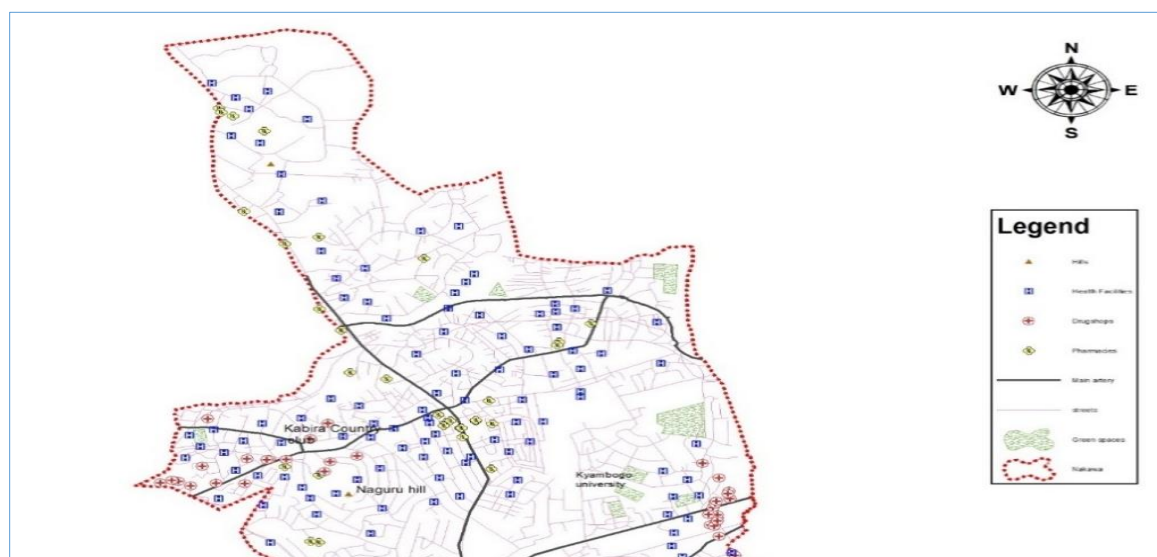 N
W E
S
Legend
Hills
Health Facilities
Drugshops
Pharmacies
Main artery
streets
Green spaces
Nakawa
Kabira Country
club
Kyambogo
university
Naguru hill